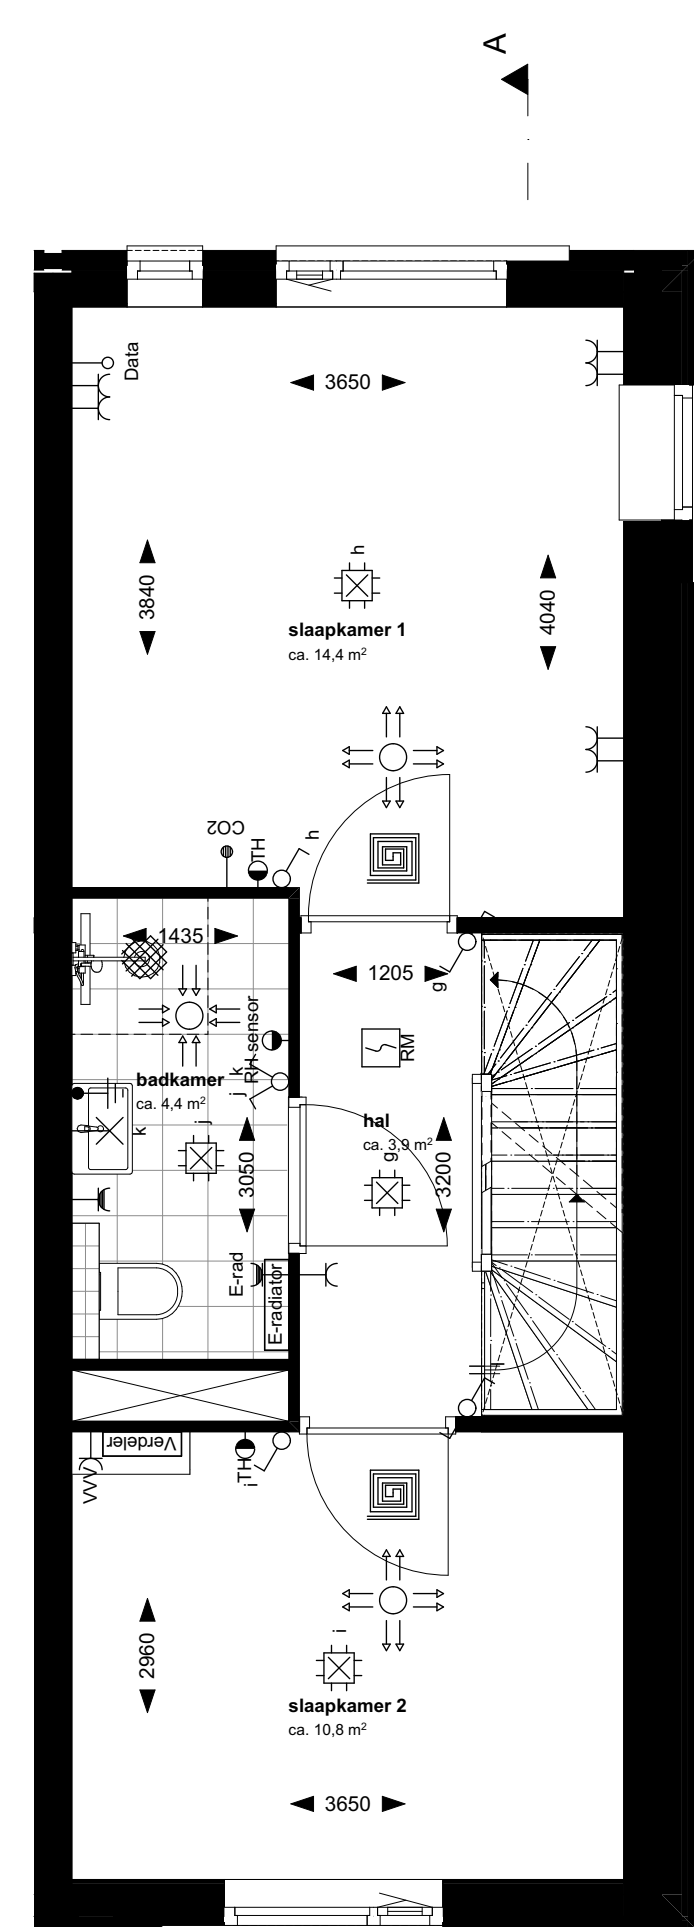 A
Data
3650
h
3840
4040
slaapkamer 1
ca. 14,4 m²
CO2
TH
h
1435
1205
g
RH sensor
RM
k
j
badkamer
ca. 4,4 m²
k
j
hal
ca. 3,9 m²
g
3050
3200
E-rad
E-radiator
Verdeler
VVV
TH
i
2960
i
slaapkamer 2
ca. 10,8 m²
3650